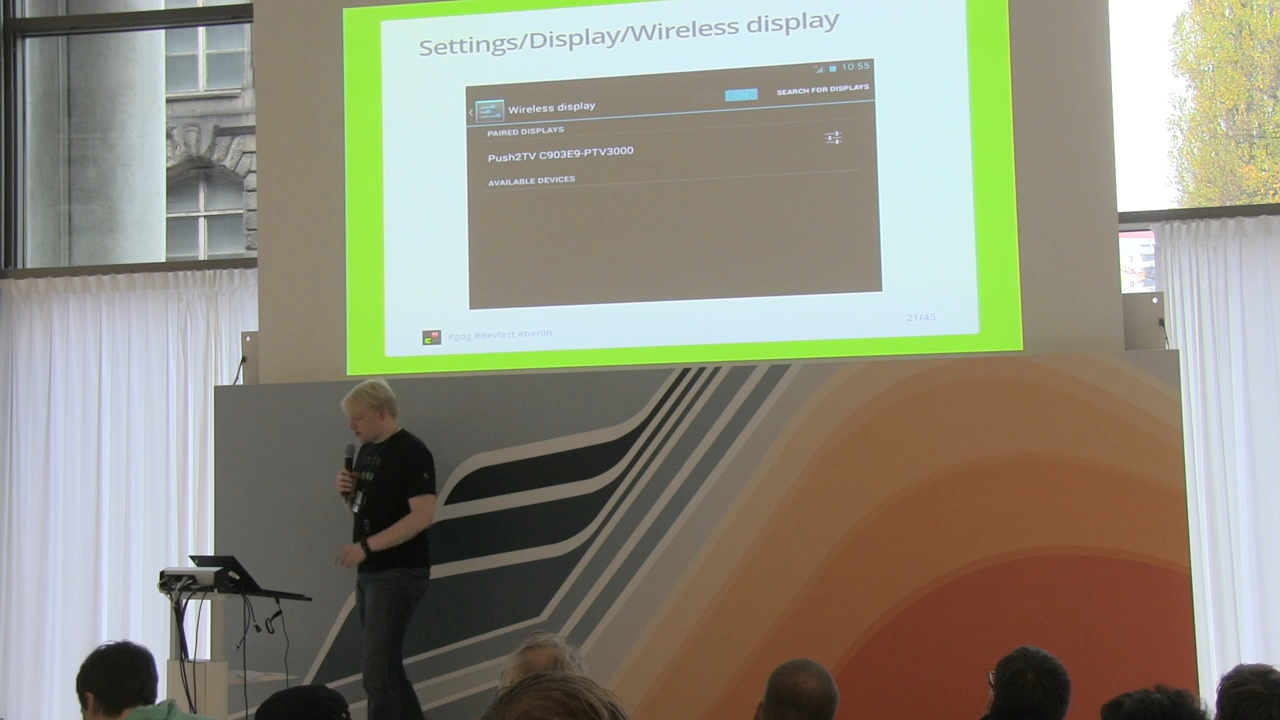 Settings/Display/Wireless display
10:55
Wireless display
ON
SEARCH FOR DISPLAYS
PAIRED DISPLAYS
Push2TV C903E9-PTV3000
AVAILABLE DEVICES
#gdg #devfest #berlin
21/45